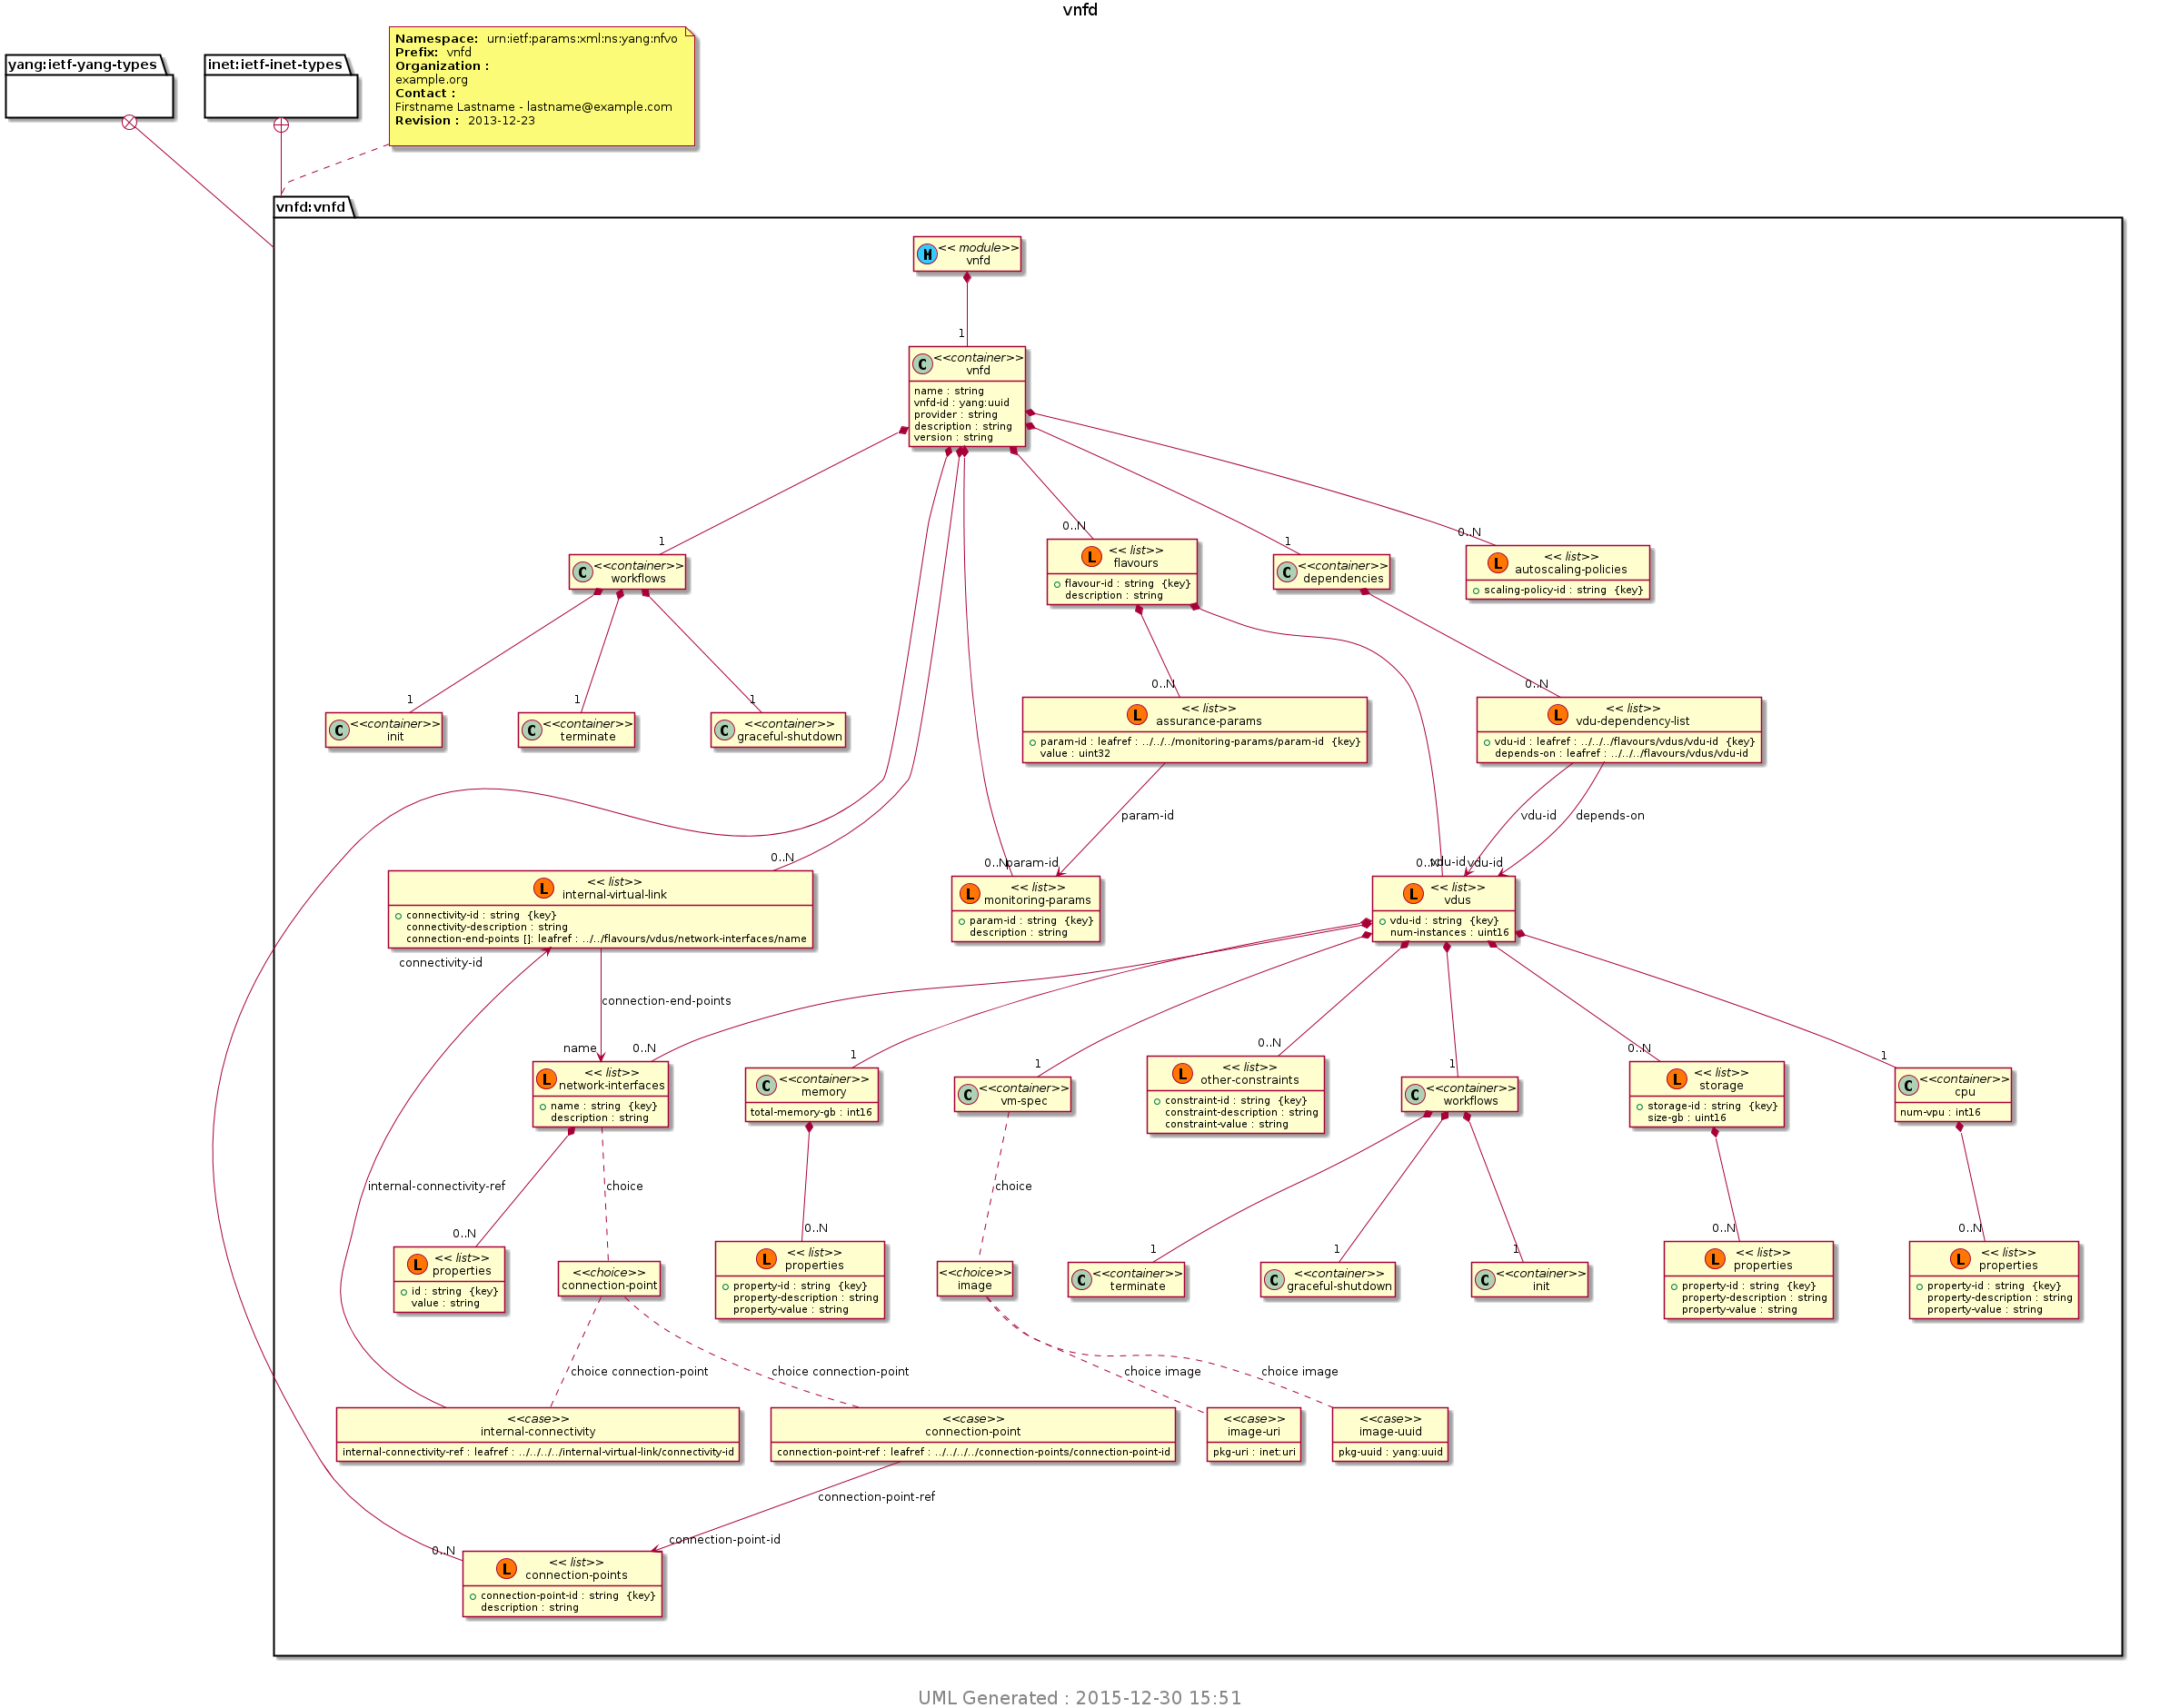 vnfd
yang:ietf-yang-types
inet:ietf-inet-types
Namespace: urn:ietf:params:xml:ns:yang:nfvo
Prefix: vnfd
Organization :
example.org
Contact :
Firstname Lastname - lastname@example.com
Revision : 2013-12-23
vnfd:vnfd
M
<< module>>
vnfd
1
C
<<container>>
vnfd
name : string
vnfd-id : yang:uuid
provider : string
description : string
version : string
1
0..N
1
0..N
C
<<container>>
workflows
L
<< list>>
flavours
flavour-id : string {key}
description : string
C
<<container>>
dependencies
L
<< list>>
autoscaling-policies
scaling-policy-id : string {key}
1
1
1
0..N
0..N
C
<<container>>
init
C
<<container>>
terminate
C
<<container>>
graceful-shutdown
L
<< list>>
assurance-params
param-id : leafref : ../../../monitoring-params/param-id {key}
value : uint32
L
<< list>>
vdu-dependency-list
vdu-id : leafref : ../../../flavours/vdus/vdu-id {key}
depends-on : leafref : ../../../flavours/vdus/vdu-id
param-id
vdu-id
depends-on
0..N
0..N
param-id
0..N
vdu-id
vdu-id
L
<< list>>
internal-virtual-link
connectivity-id : string {key}
connectivity-description : string
connection-end-points []: leafref : ../../flavours/vdus/network-interfaces/name
L
<< list>>
monitoring-params
param-id : string {key}
description : string
L
<< list>>
vdus
vdu-id : string {key}
num-instances : uint16
connectivity-id
connection-end-points
name
0..N
1
1
0..N
1
0..N
1
L
<< list>>
network-interfaces
name : string {key}
description : string
C
<<container>>
memory
total-memory-gb : int16
C
<<container>>
vm-spec
L
<< list>>
other-constraints
constraint-id : string {key}
constraint-description : string
constraint-value : string
C
<<container>>
workflows
L
<< list>>
storage
storage-id : string {key}
size-gb : uint16
C
<<container>>
cpu
num-vpu : int16
internal-connectivity-ref
choice
choice
0..N
0..N
1
1
1
0..N
0..N
L
<< list>>
properties
id : string {key}
value : string
<<choice>>
connection-point
L
<< list>>
properties
property-id : string {key}
property-description : string
property-value : string
<<choice>>
image
C
<<container>>
terminate
C
<<container>>
graceful-shutdown
C
<<container>>
init
L
<< list>>
properties
property-id : string {key}
property-description : string
property-value : string
L
<< list>>
properties
property-id : string {key}
property-description : string
property-value : string
choice connection-point
choice connection-point
choice image
choice image
<<case>>
internal-connectivity
internal-connectivity-ref : leafref : ../../../../internal-virtual-link/connectivity-id
<<case>>
connection-point
connection-point-ref : leafref : ../../../../connection-points/connection-point-id
<<case>>
image-uri
pkg-uri : inet:uri
<<case>>
image-uuid
pkg-uuid : yang:uuid
connection-point-ref
connection-point-id
0..N
L
<< list>>
connection-points
connection-point-id : string {key}
description : string
UML Generated : 2015-12-30 15:51